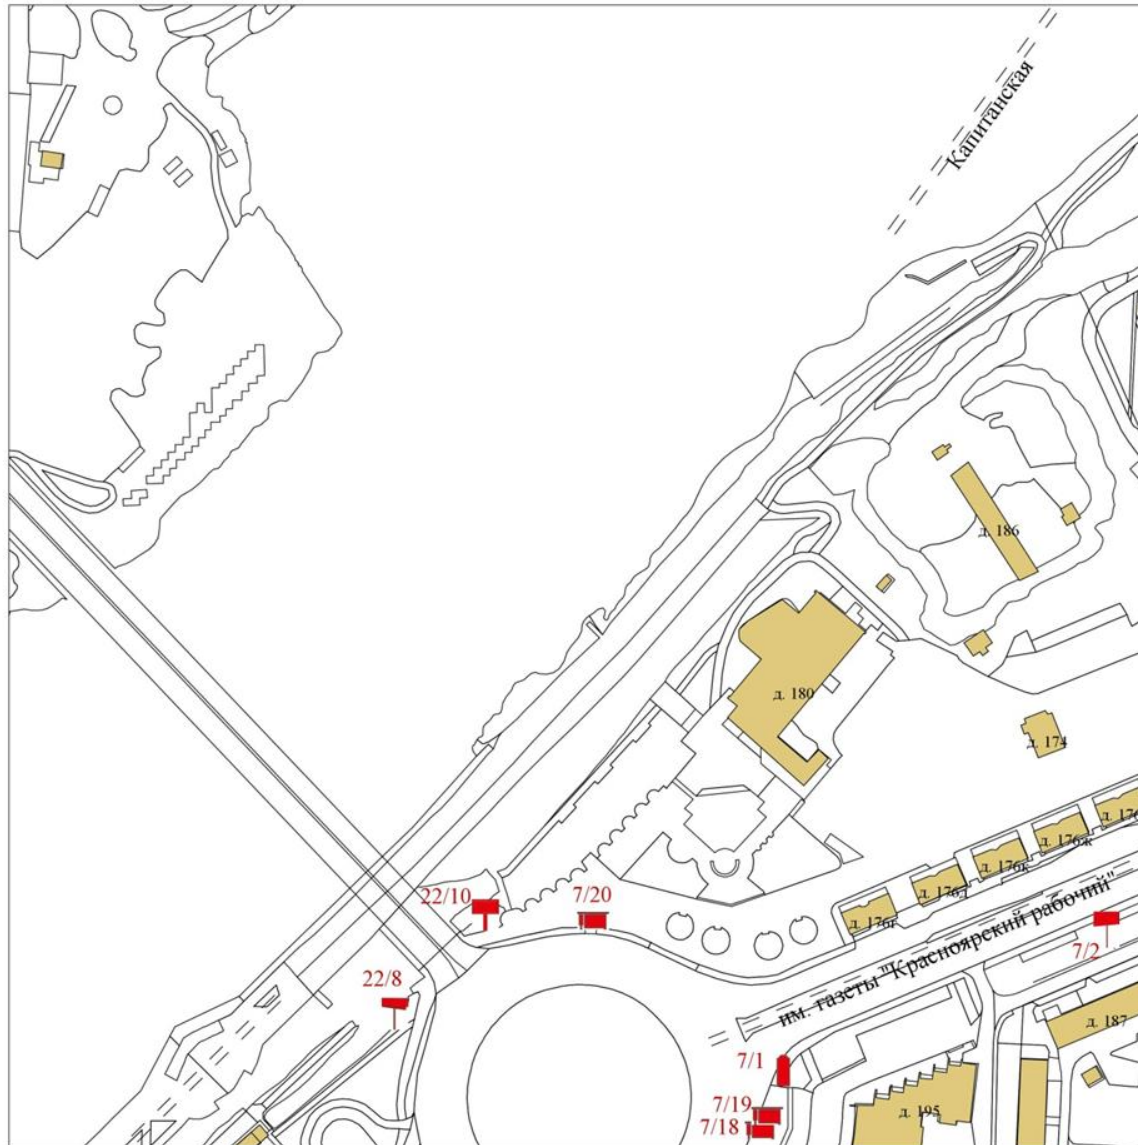 Капитанская
д. 186
д. 180
д. 174
д. 176
д. 176ж
д. 176к
д. 176д
д. 176г
22/10
7/20
им. газеты "Красноярский рабочий"
7/2
22/8
д. 187
7/1
7/19
д. 195
7/18